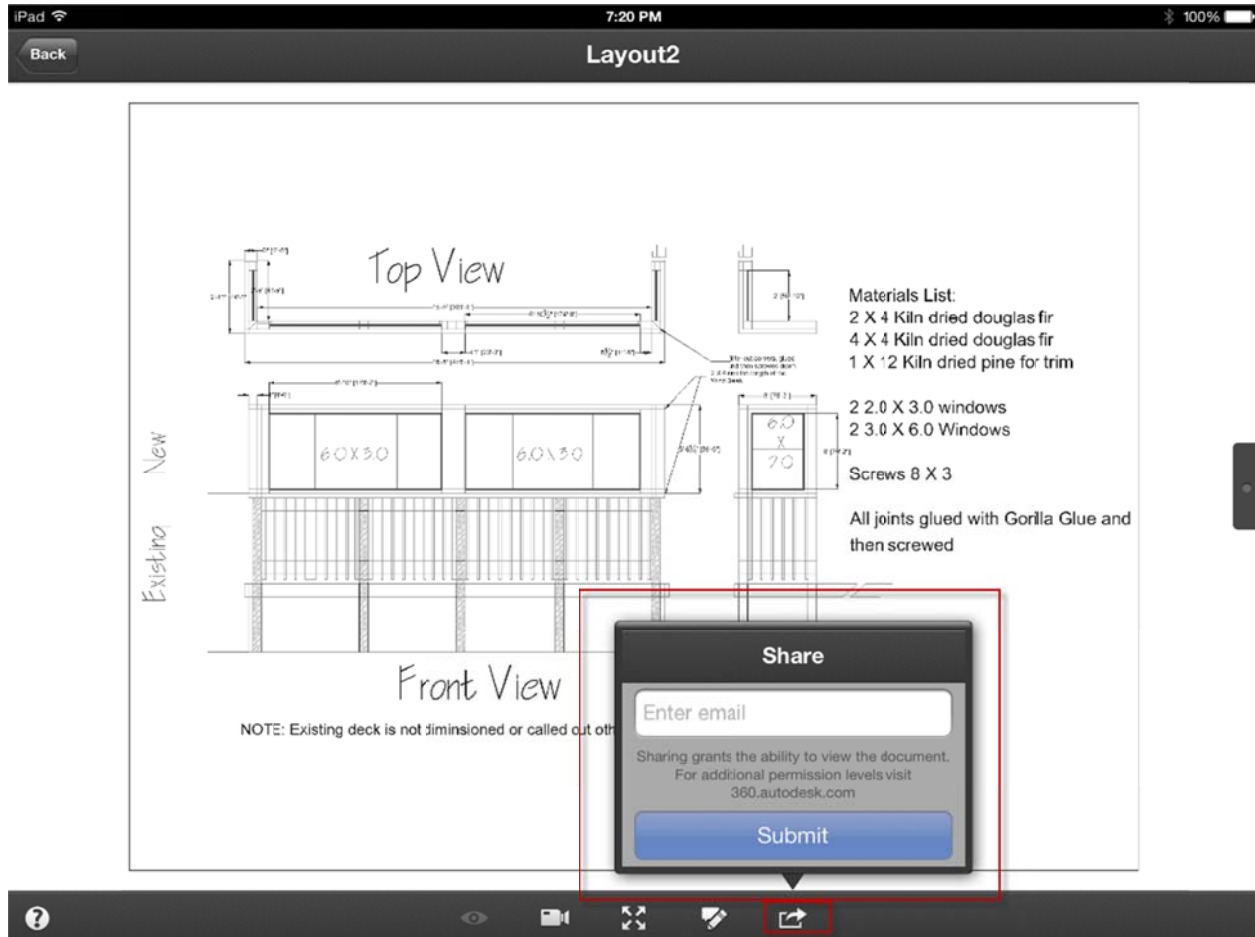 iPad
7:20 PM
100%
Back
Layout2
Top View
Materials List:
2 X 4 Kiln dried douglas fir
4 X 4 Kiln dried douglas fir
1 X 12 Kiln dried pine for trim
2 2.0 X 3.0 windows
2 3.0 X 6.0 Windows
Screws 8 X 3
All joints glued with Gorilla Glue and
then screwed
New
6.0 X 3.0
6.0 X 3.0
6.0
X
2.0
Existing
Front View
NOTE: Existing deck is not diminsioned or called out oth
Share
Enter email
Sharing grants the ability to view the document.
For additional permission levels visit
360.autodesk.com
Submit